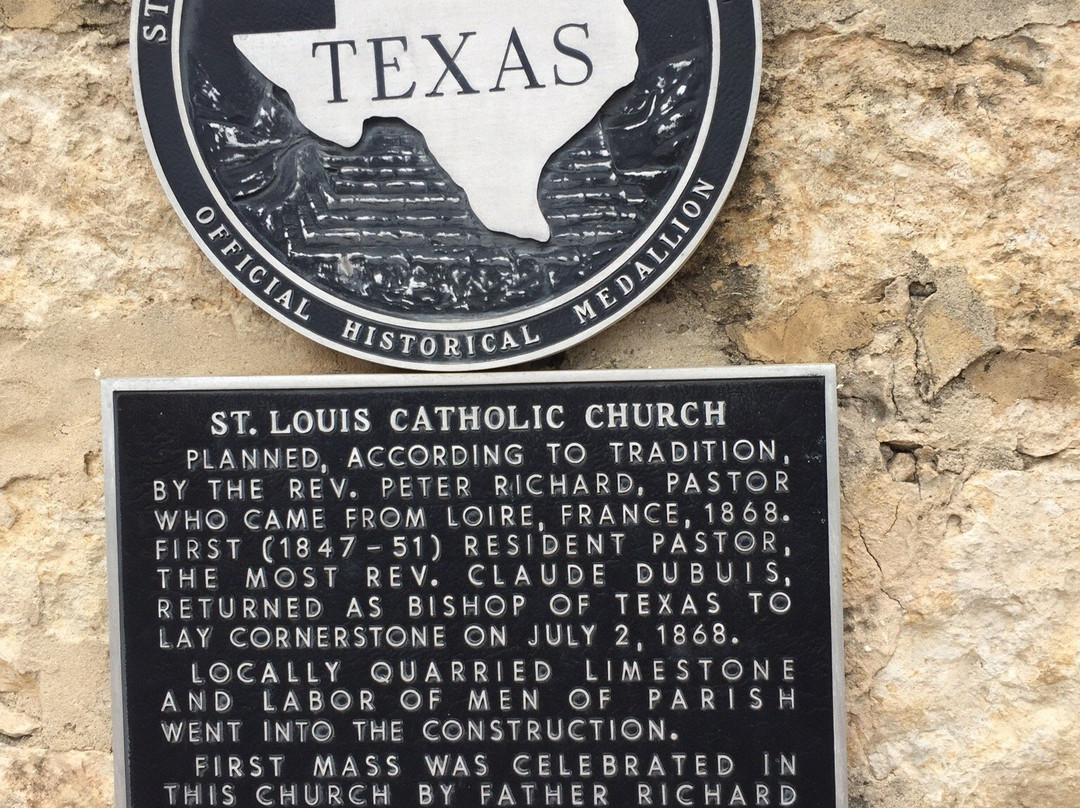 ST
TEXAS
OFFICIAL HISTORICAL MEDALLION
ST. LOUIS CATHOLIC CHURCH
PLANNED, ACCORDING TO TRADITION,
BY THE REV. PETER RICHARD, PASTOR
WHO CAME FROM LOIRE, FRANCE, 1868.
FIRST (1847-51) RESIDENT PASTOR,
THE MOST REV. CLAUDE DUBUIS,
RETURNED AS BISHOP OF TEXAS TO
LAY CORNERSTONE ON JULY 2, 1868.
LOCALLY QUARRIED LIMESTONE
AND LABOR OF MEN OF PARISH
WENT INTO THE CONSTRUCTION.
FIRST MASS WAS CELEBRATED IN
THIS CHURCH BY FATHER RICHARD